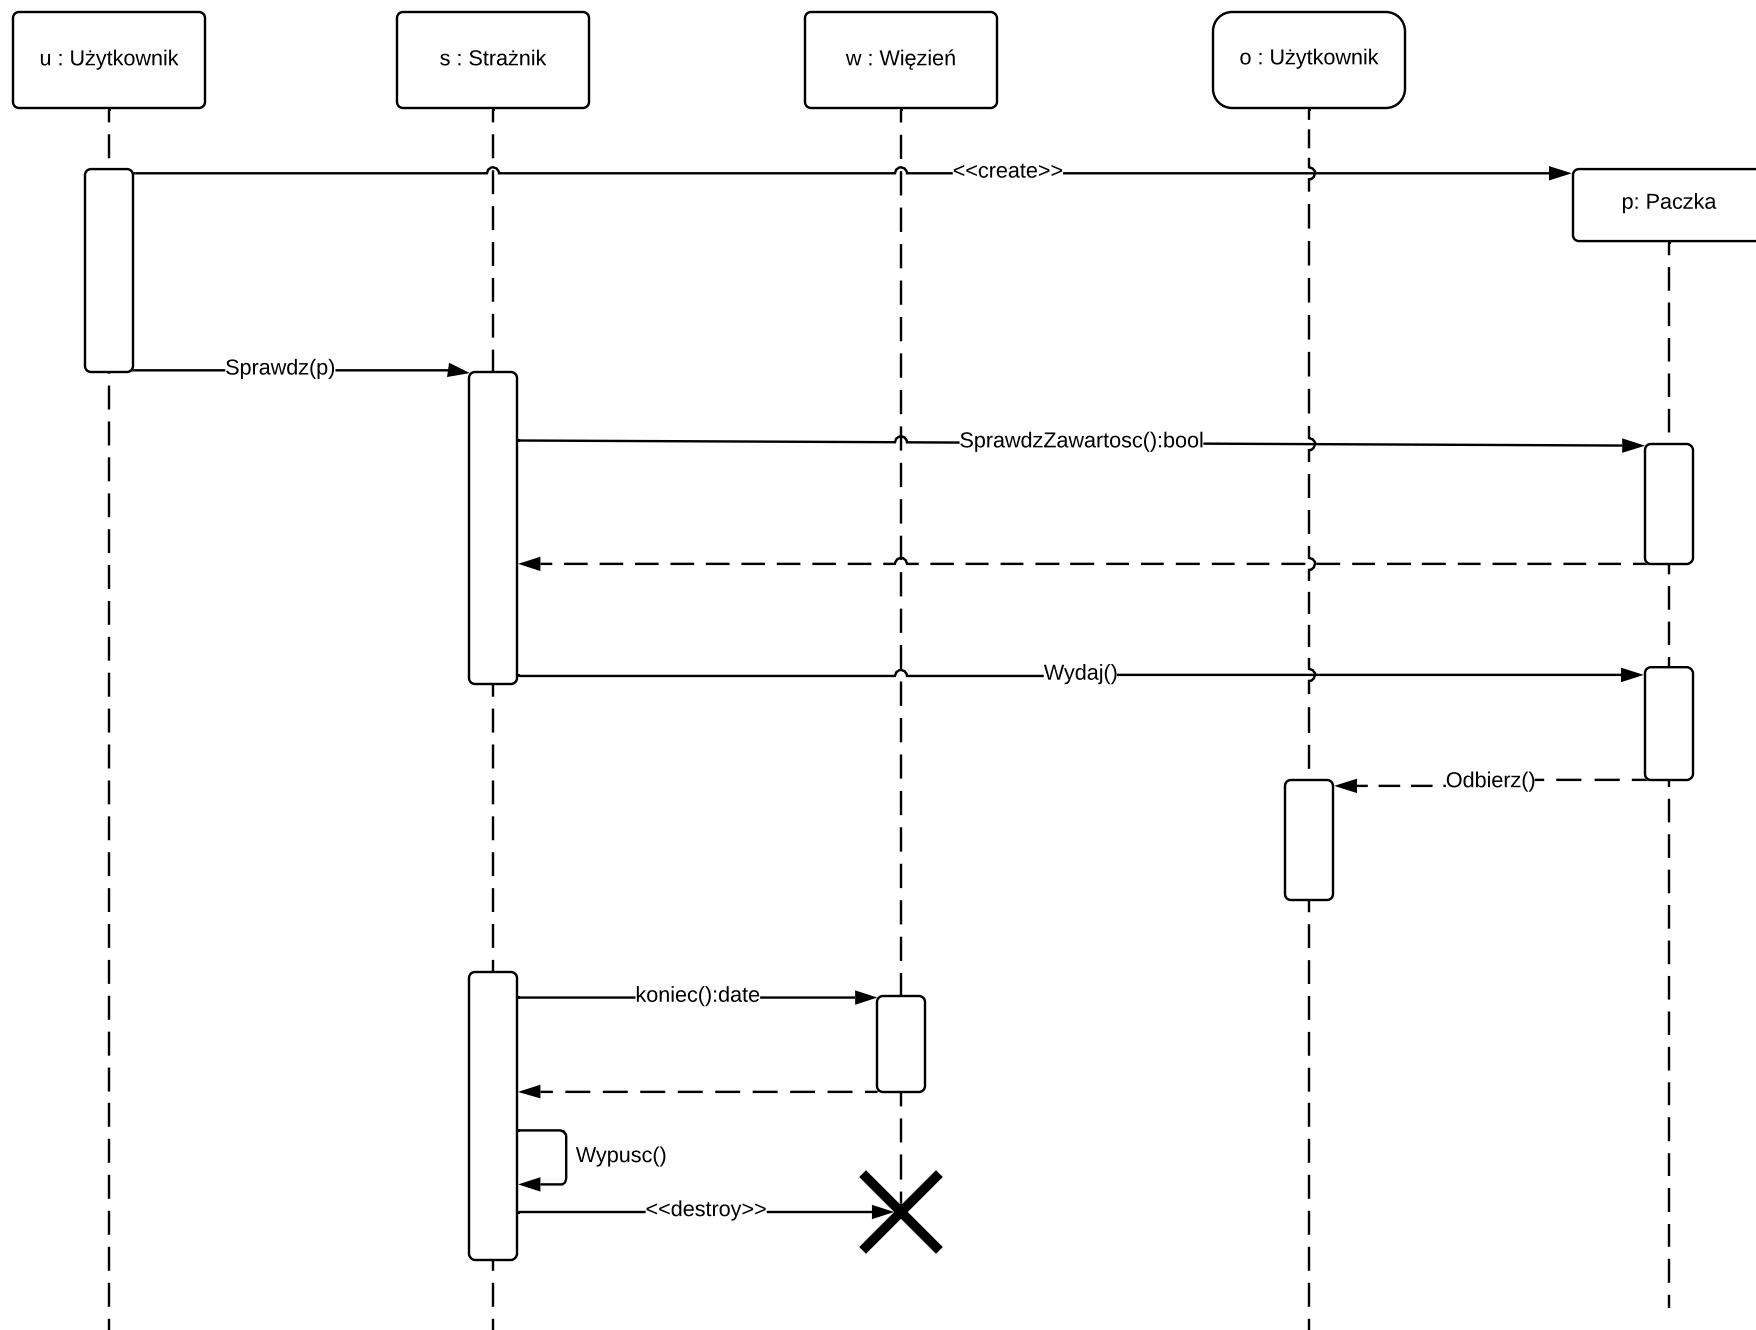 u : Użytkownik
s : Strażnik
w : Więzień
o : Użytkownik
<<create>>
p: Paczka
Sprawdz(p)
SprawdzZawartosc():bool
Wydaj()
Odbierz()
koniec():date
Wypusc()
<<destroy>>